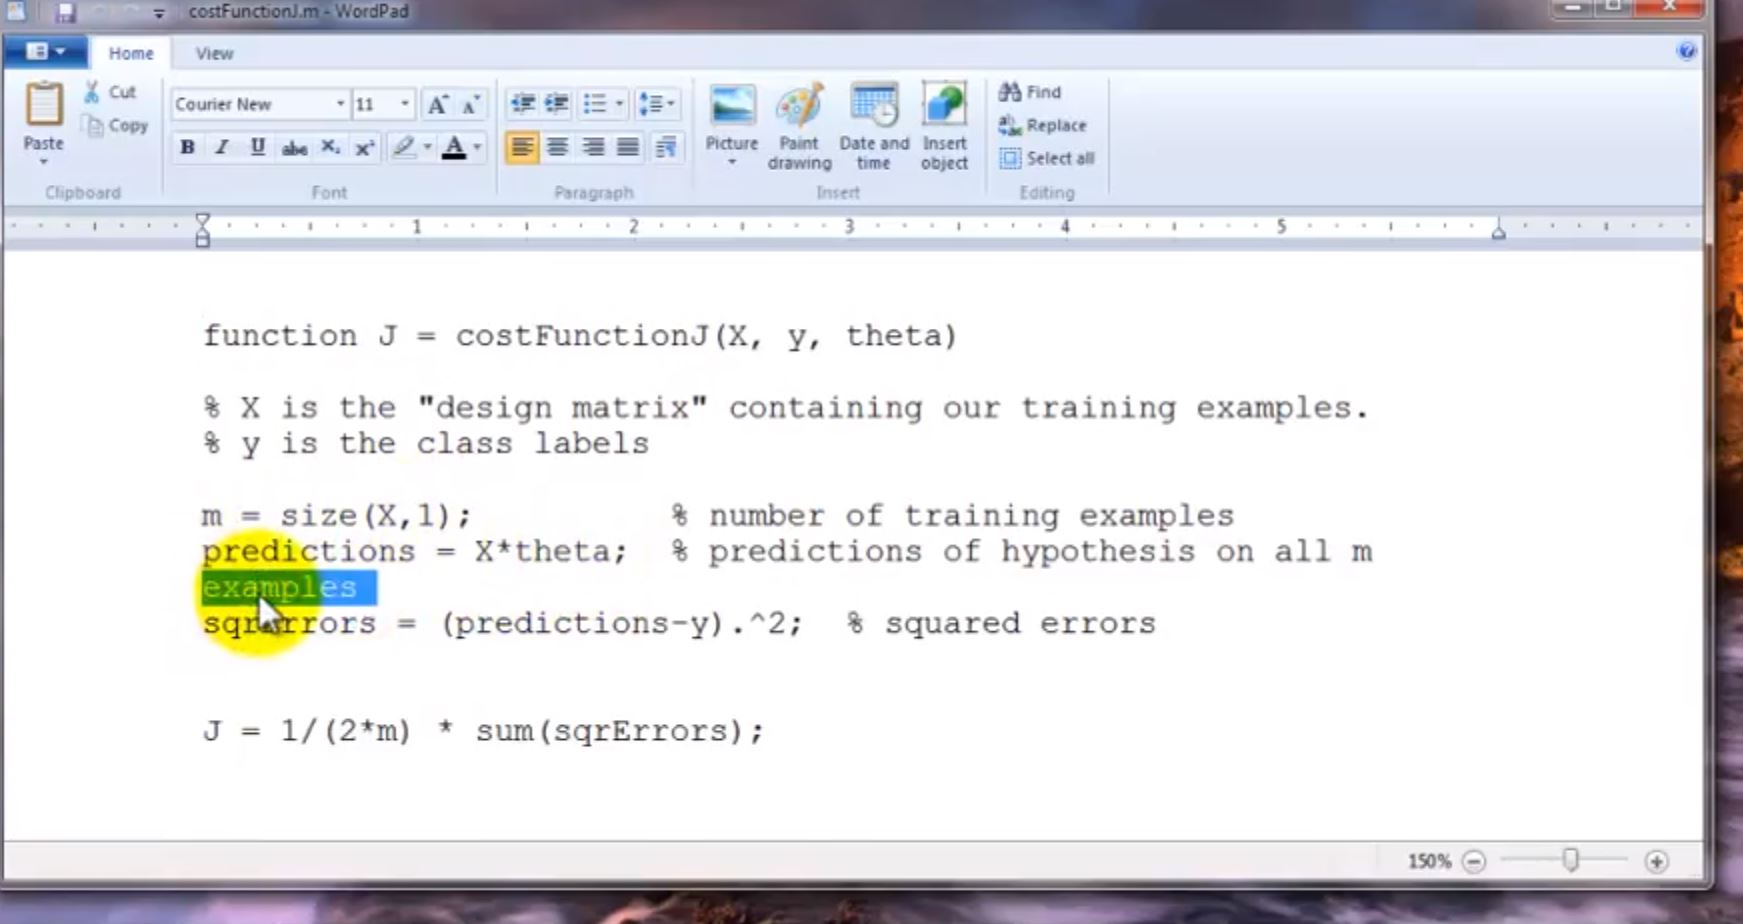 costFunctionJ.m - WordPad
Home View
Paste
Cut
Copy
Clipboard
Courier New 11
B I U abc X₂ X²
Font
Paragraph
Picture
Paint drawing
Date and time
Insert object
Insert
Find
Replace
Select all
Editing
1 2 3 4 5
function J = costFunctionJ(X, y, theta)
% X is the "design matrix" containing our training examples.
% y is the class labels
m = size(X,1); % number of training examples
predictions = X*theta; % predictions of hypothesis on all m
examples
sqrErrors = (predictions-y).^2; % squared errors
J = 1/(2*m) * sum(sqrErrors);
150%